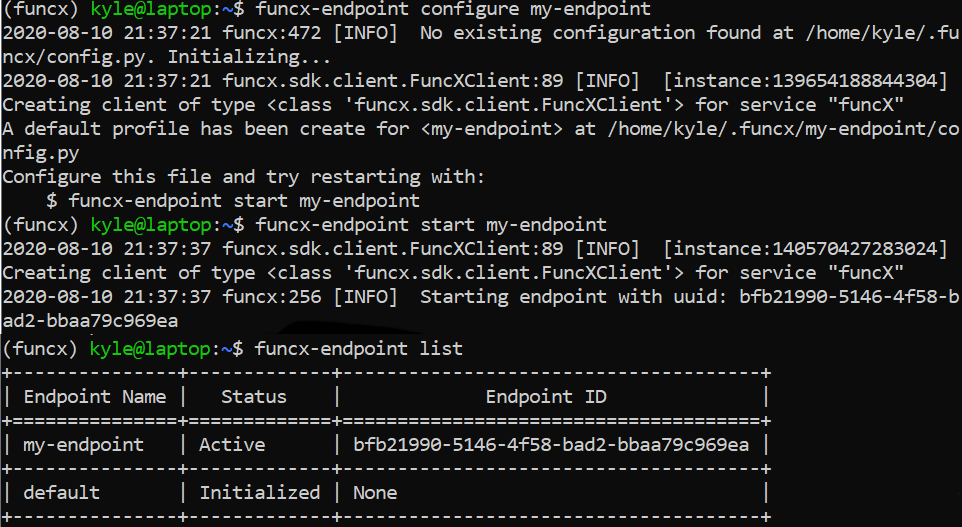 (funcx) kyle@laptop:~$ funcx-endpoint configure my-endpoint
2020-08-10 21:37:21 funcx:472 [INFO]  No existing configuration found at /home/kyle/.fu
ncx/config.py. Initializing...
2020-08-10 21:37:21 funcx.sdk.client.FuncXClient:89 [INFO]  [instance:139654188844304]
Creating client of type <class 'funcx.sdk.client.FuncXClient'> for service "funcX"
A default profile has been create for <my-endpoint> at /home/kyle/.funcx/my-endpoint/co
nfig.py
Configure this file and try restarting with:
    $ funcx-endpoint start my-endpoint
(funcx) kyle@laptop:~$ funcx-endpoint start my-endpoint
2020-08-10 21:37:37 funcx.sdk.client.FuncXClient:89 [INFO]  [instance:140570427283024]
Creating client of type <class 'funcx.sdk.client.FuncXClient'> for service "funcX"
2020-08-10 21:37:37 funcx:256 [INFO]  Starting endpoint with uuid: bfb21990-5146-4f58-b
ad2-bbaa79c969ea
(funcx) kyle@laptop:~$ funcx-endpoint list
+---------------+-------------+--------------------------------------+
| Endpoint Name |   Status    |             Endpoint ID              |
+===============+=============+======================================+
| my-endpoint   | Active      | bfb21990-5146-4f58-bad2-bbaa79c969ea |
+---------------+-------------+--------------------------------------+
| default       | Initialized | None                                 |
+---------------+-------------+--------------------------------------+